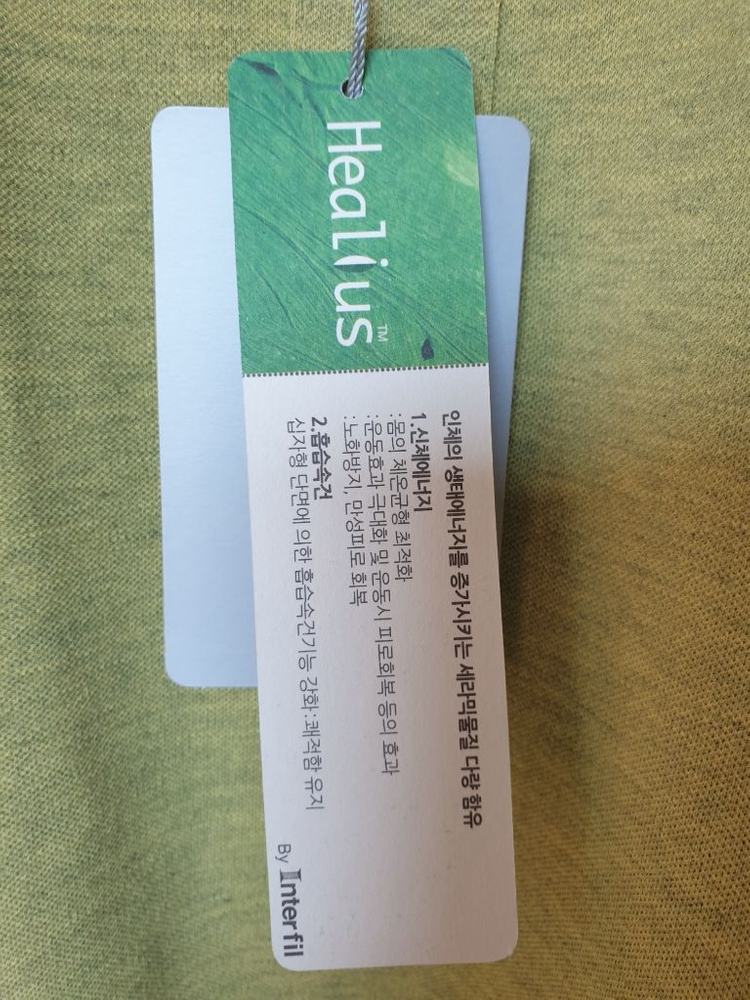 Healius™
인체의 생태에너지를 증가시키는 세라믹물질 다량 함유
1.신체에너지
:몸의 체온균형 최적화
:운동효과 극대화 및 운동시 피로회복 등의 효과
:노화방지, 만성피로 회복
2.흡습속건
십자형 단면에 의한 흡습속건기능 강화:쾌적함 유지
By Interfil